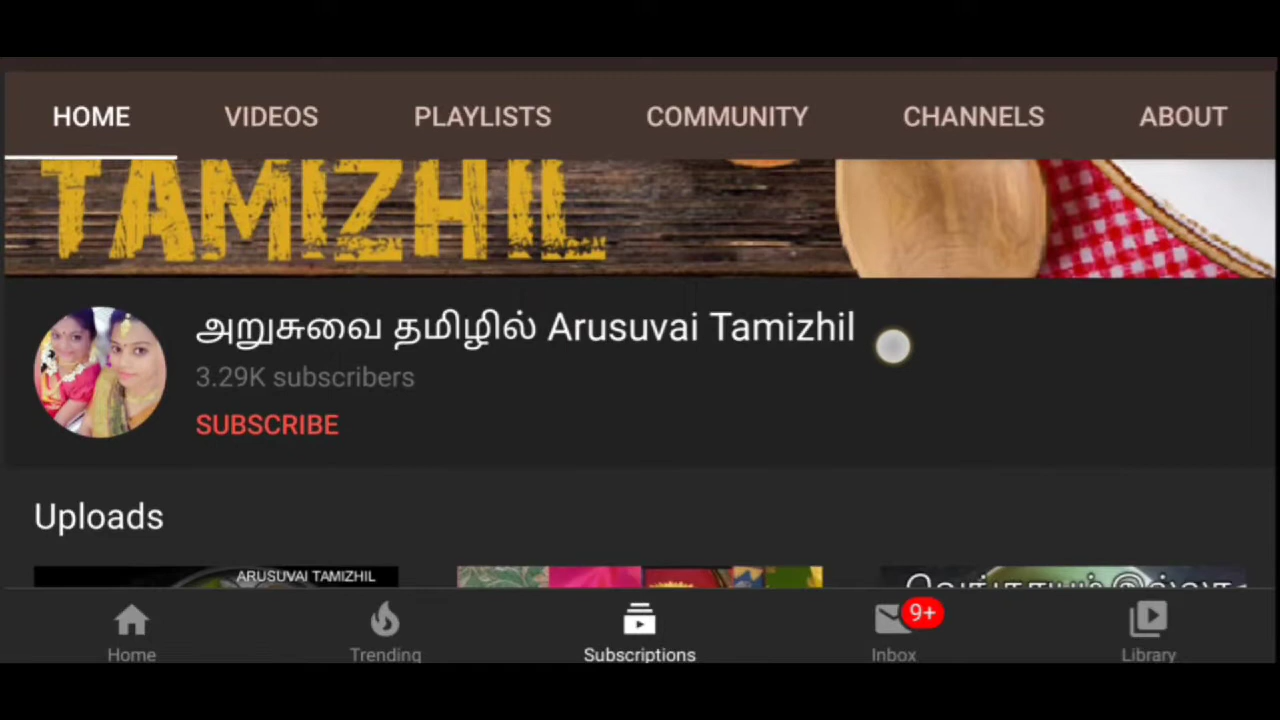 HOME VIDEOS PLAYLISTS COMMUNITY CHANNELS ABOUT
TAMIZHIL
அறுசுவை தமிழில் Arusuvai Tamizhil
3.29K subscribers
SUBSCRIBE
Uploads
ARUSUVAI TAMIZHIL
9+
Home Trending Subscriptions Inbox Library